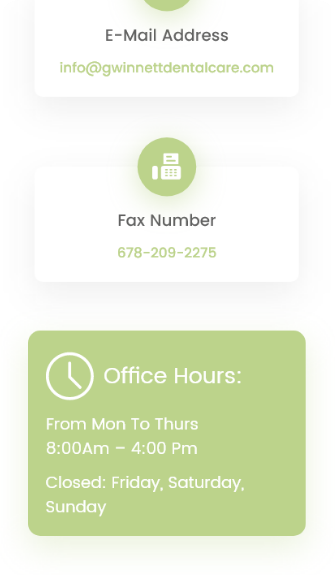 E-Mail Address
info@gwinnettdentalcare.com
Fax Number
678-209-2275
Office Hours:
From Mon To Thurs
8:00Am – 4:00 Pm
Closed: Friday, Saturday,
Sunday